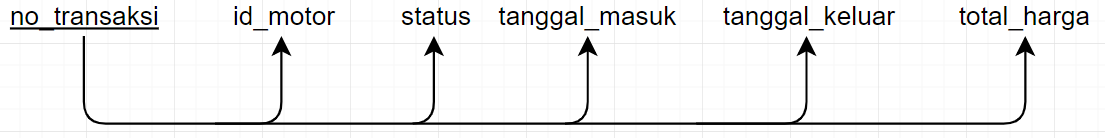 no_transaksi id_motor status tanggal_masuk tanggal_keluar total_harga